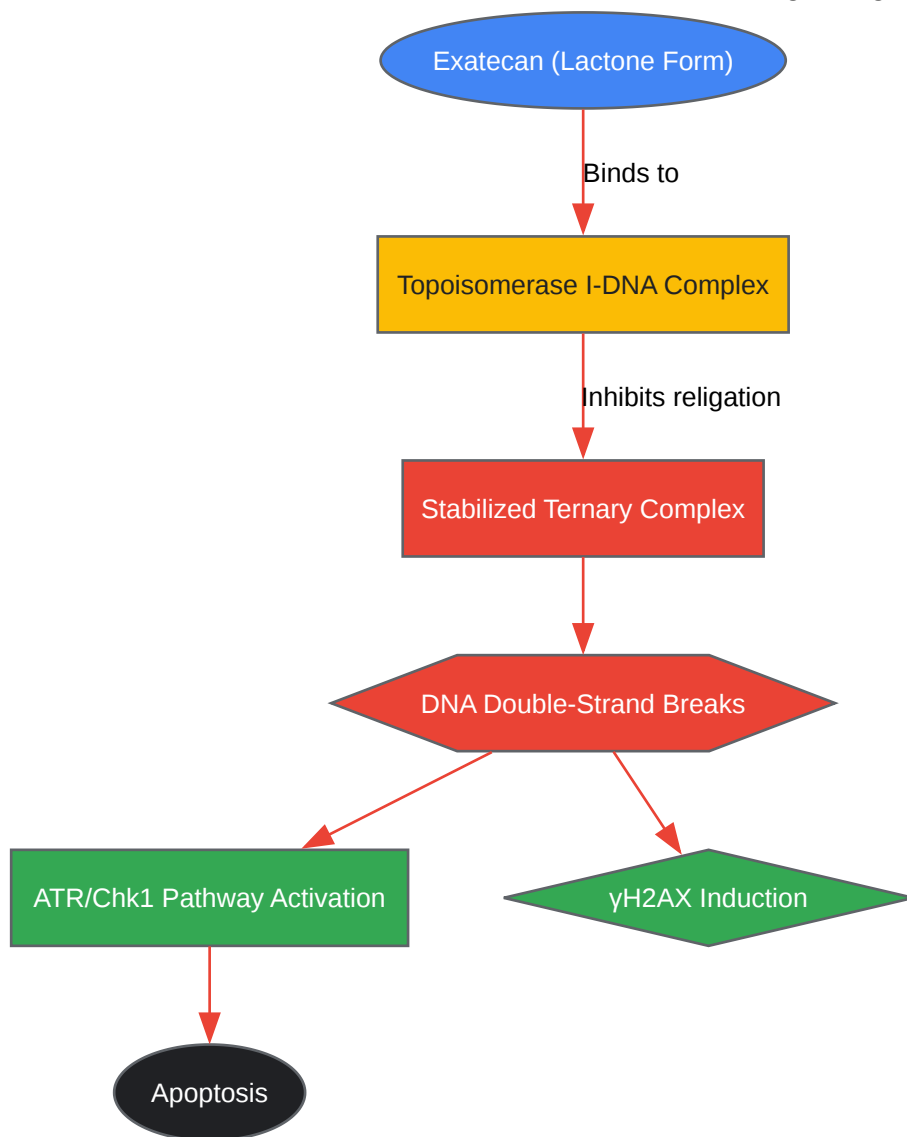 Exatecan (Lactone Form)
Binds to
Topoisomerase I-DNA Complex
Inhibits religation
Stabilized Ternary Complex
DNA Double-Strand Breaks
ATR/Chk1 Pathway Activation
γH2AX Induction
Apoptosis